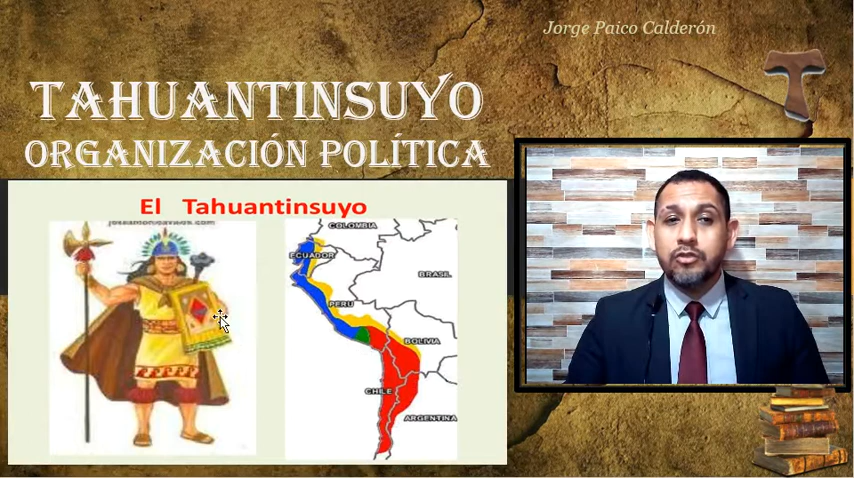 Jorge Paico Calderón
TAHUANTINSUYO
ORGANIZACIÓN POLÍTICA
El Tahuantinsuyo
COLOMBIA
ECUADOR
BRASIL
PERU
BOLIVIA
CHILE
ARGENTINA